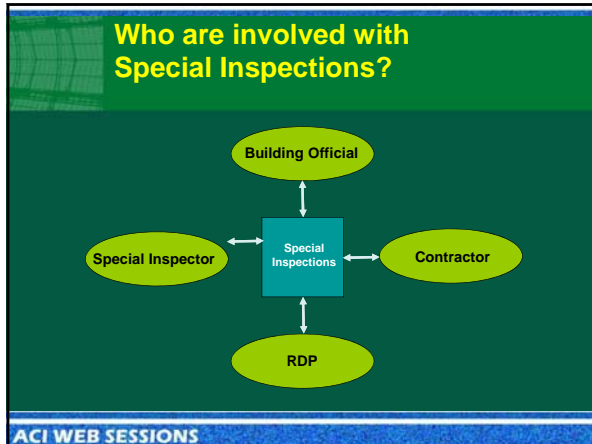 Who are involved with
Special Inspections?
Building Official
Special Inspector
Special
Inspections
Contractor
RDP
ACI WEB SESSIONS